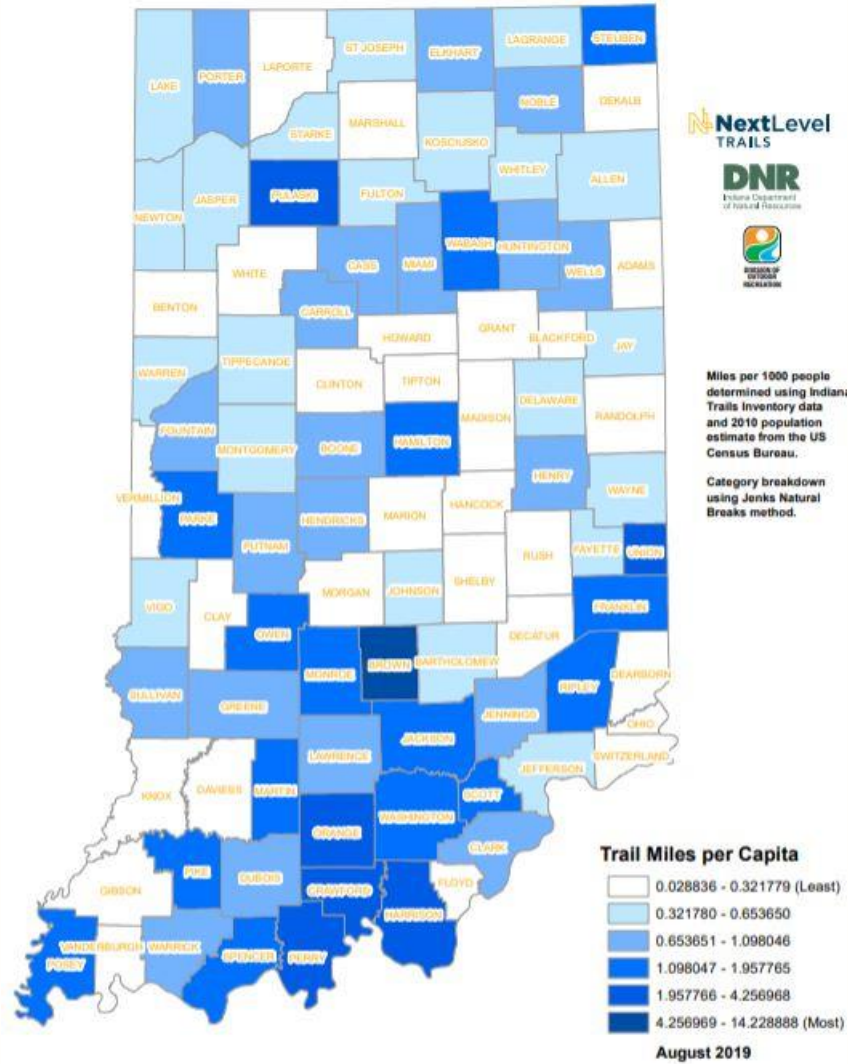 LAKE
PORTER
LAPORTE
ST JOSEPH
ELKHART
LAGRANGE
STEUBEN
NOBLE
DEKALB
STARKE
MARSHALL
KOSCIUSKO
WHITLEY
ALLEN
NEWTON
JASPER
PULASKI
FULTON
WHITE
CASS
MIAMI
WABASH
HUNTINGTON
WELLS
ADAMS
BENTON
CARROLL
HOWARD
GRANT
BLACKFORD
JAY
WARREN
TIPPECANOE
CLINTON
TIPTON
MADISON
DELAWARE
RANDOLPH
FOUNTAIN
MONTGOMERY
BOONE
HAMILTON
HENRY
WAYNE
VERMILLION
PARKE
PUTNAM
HENDRICKS
MARION
HANCOCK
RUSH
FAYETTE
UNION
VIGO
CLAY
OWEN
MORGAN
JOHNSON
SHELBY
DECATUR
FRANKLIN
SULLIVAN
GREENE
MONROE
BROWN
BARTHOLOMEW
JENNINGS
RIPLEY
DEARBORN
OHIO
SWITZERLAND
JEFFERSON
JACKSON
LAWRENCE
KNOX
DAVIESS
MARTIN
ORANGE
WASHINGTON
SCOTT
CLARK
GIBSON
PIKE
DUBOIS
CRAWFORD
HARRISON
FLOYD
POSEY
VANDERBURGH
WARRICK
SPENCER
PERRY
NextLevel
TRAILS
DNR
Indiana Department
of Natural Resources
DIVISION OF
OUTDOOR
RECREATION
Miles per 1000 people
determined using Indiana
Trails Inventory data
and 2010 population
estimate from the US
Census Bureau.
Category breakdown
using Jenks Natural
Breaks method.
Trail Miles per Capita
0.028836 - 0.321779 (Least)
0.321780 - 0.653650
0.653651 - 1.098046
1.098047 - 1.957765
1.957766 - 4.256968
4.256969 - 14.228888 (Most)
August 2019